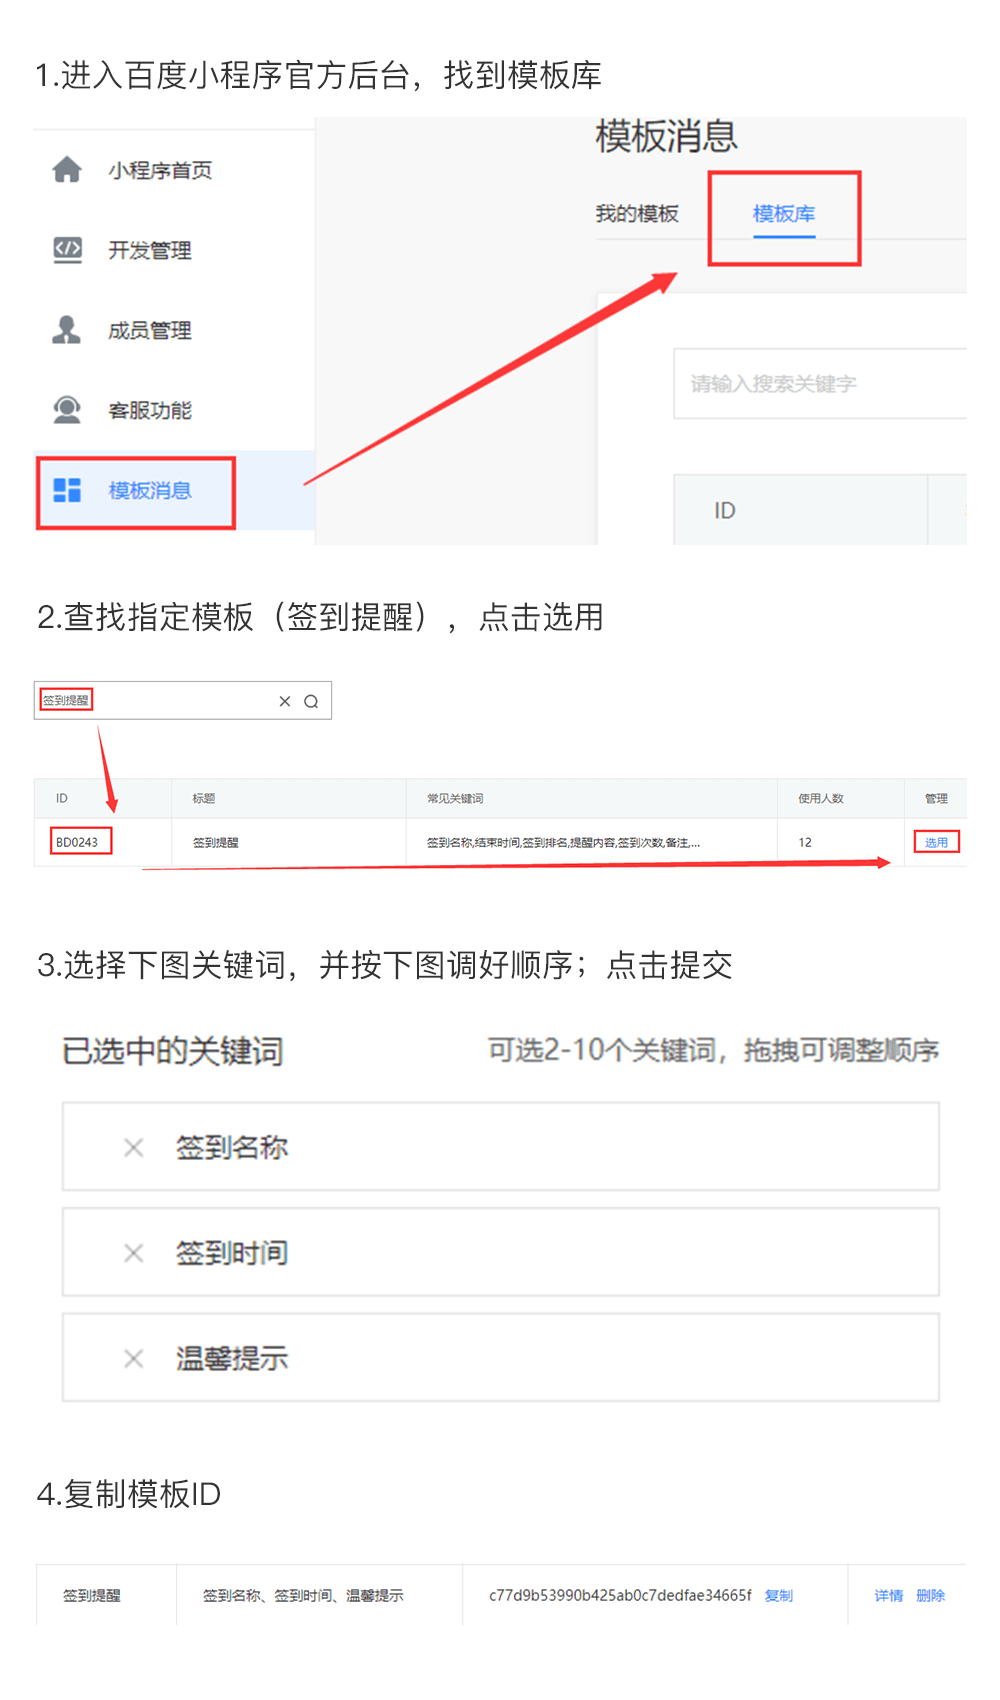 1.进入百度小程序官方后台，找到模板库
模板消息
小程序首页
我的模板 模板库
开发管理
成员管理
请输入搜索关键字
客服功能
模板消息
ID
2.查找指定模板（签到提醒），点击选用
签到提醒
ID 标题 常见关键词 使用人数 管理
BD0243 签到提醒 签到名称,结束时间,签到排名,提醒内容,签到次数,备注,... 12 选用
3.选择下图关键词，并按下图调好顺序；点击提交
已选中的关键词 可选2-10个关键词，拖拽可调整顺序
签到名称
签到时间
温馨提示
4.复制模板ID
签到提醒 签到名称、签到时间、温馨提示 c77d9b53990b425ab0c7dedfae34665f 复制 详情 删除